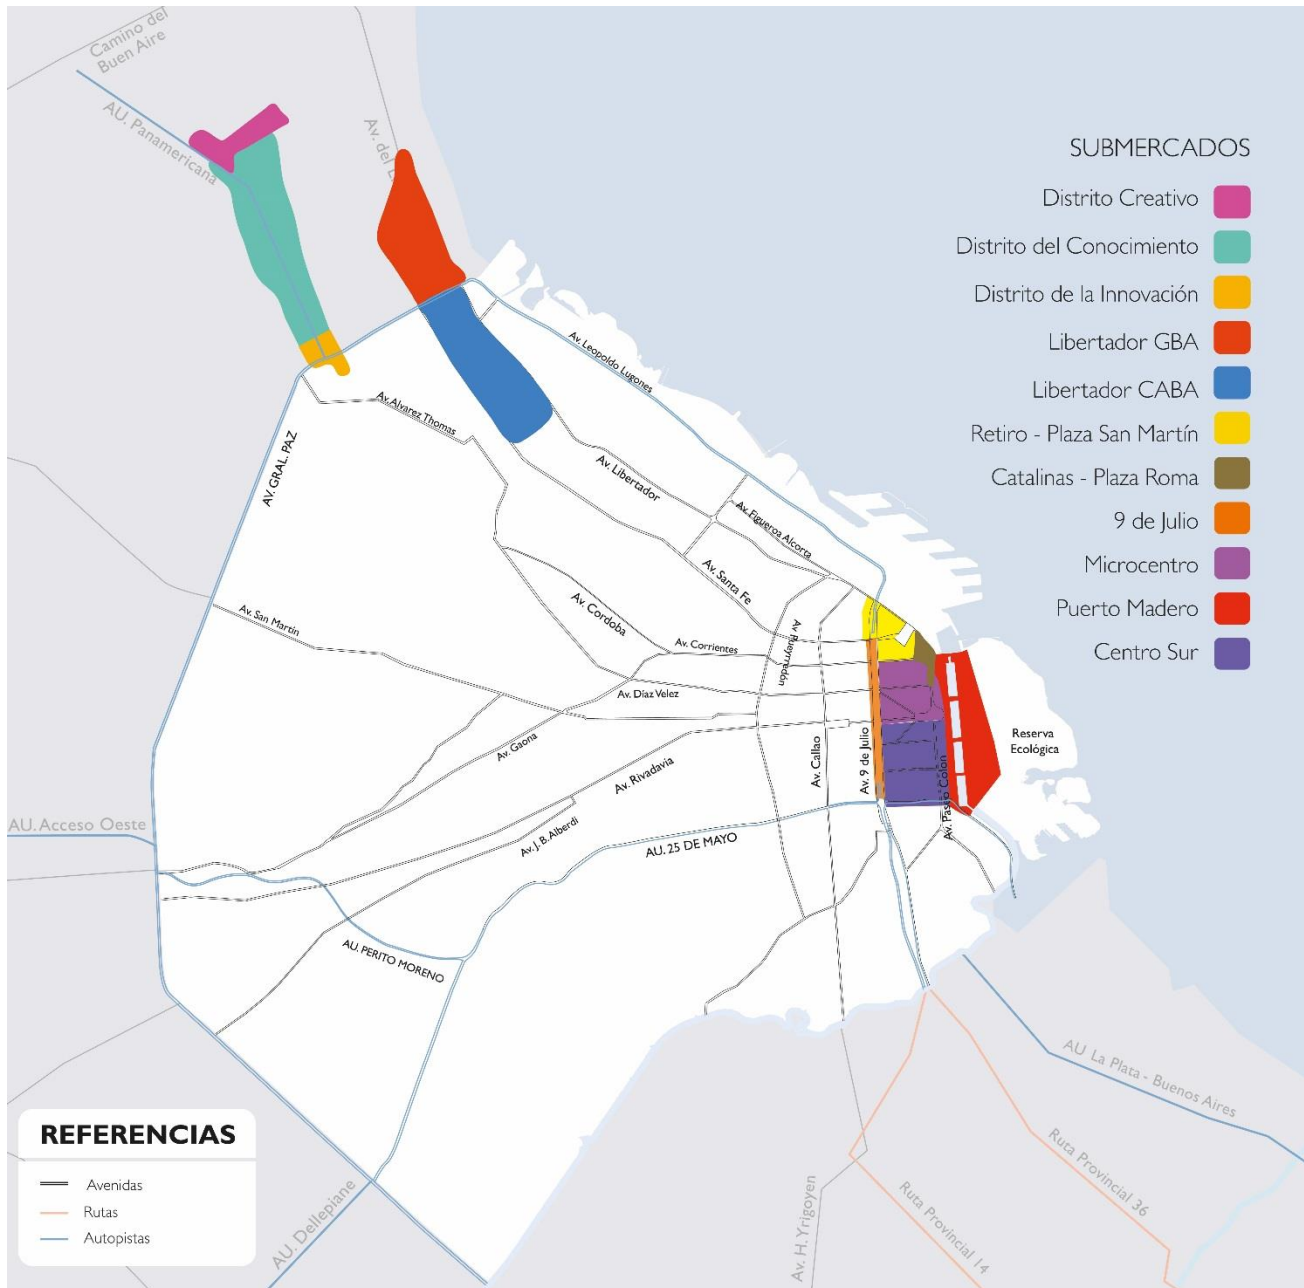 Camino del
Buen Aire
AU. Panamericana
Av. del L
SUBMERCADOS
Distrito Creativo
Distrito del Conocimiento
Distrito de la Innovación
Libertador GBA
Libertador CABA
Retiro - Plaza San Martín
Catalinas - Plaza Roma
9 de Julio
Microcentro
Puerto Madero
Centro Sur
Av. Leopoldo Lugones
Av. Alvarez Thomas
AV. GRAL. PAZ
Av. Libertador
Av. Figueroa Alcorta
Av. Santa Fe
Av. Cordoba
Av. San Martin
Av. Corrientes
Av Pueyrredón
Av. Díaz Velez
Av. Gaona
Av. Rivadavia
Av. Callao
Av. 9 de Julio
Av. Paseo Colón
Reserva
Ecológica
AU. Acceso Oeste
Av. J. B. Alberdi
AU. 25 DE MAYO
AU. PERITO MORENO
AU La Plata - Buenos Aires
Ruta Provincial 36
Ruta Provincial 14
Av. H. Yrigoyen
AU. Dellepiane
REFERENCIAS
Avenidas
Rutas
Autopistas